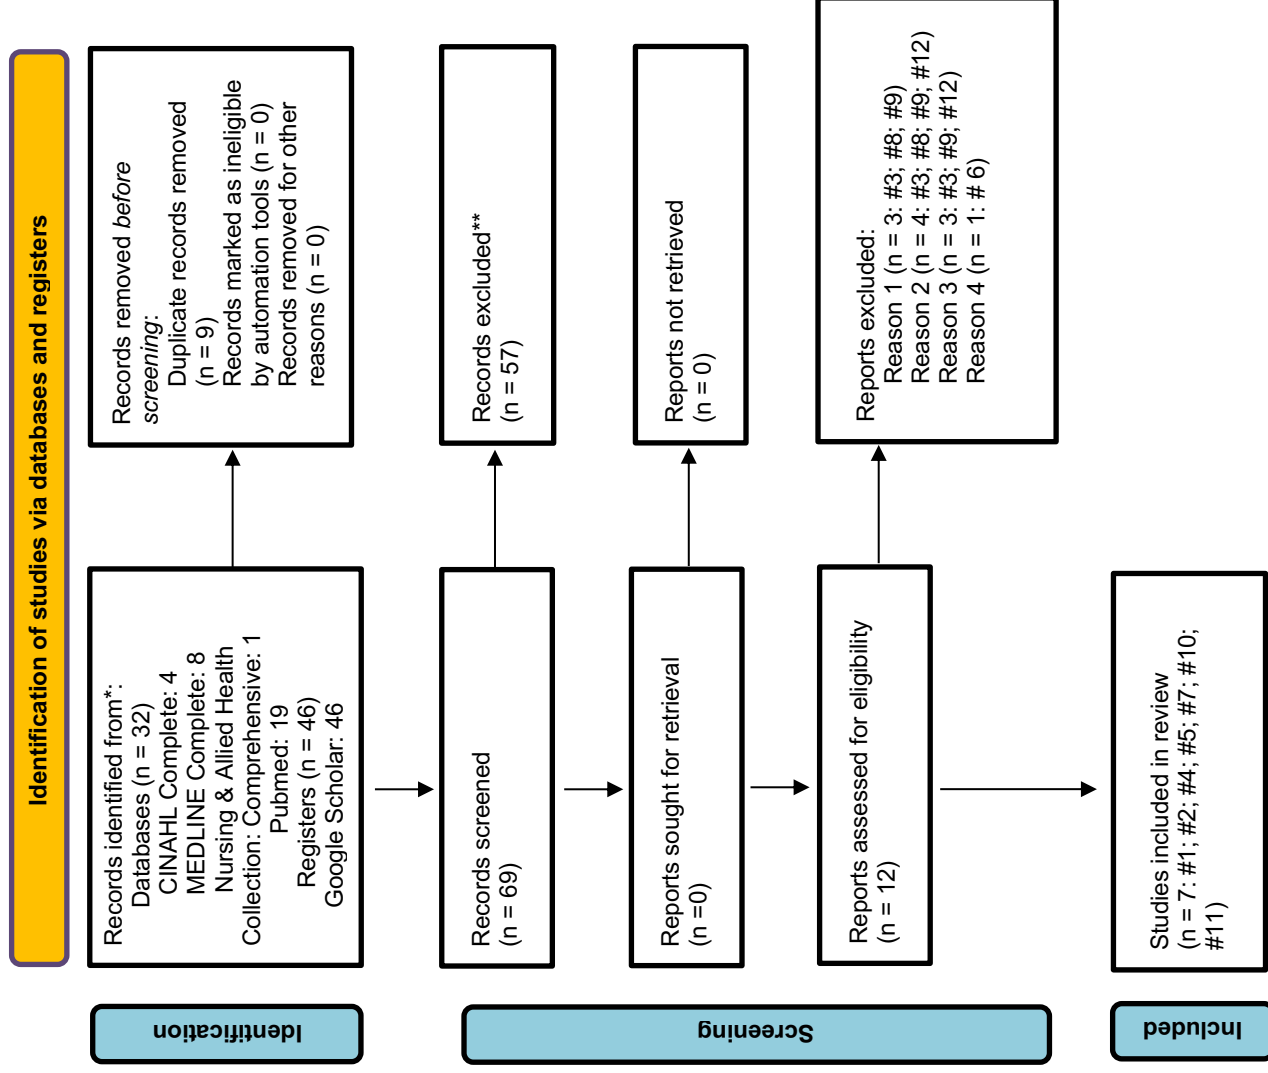 Identification of studies via databases and registers
Identification
Records identified from*:
Databases (n = 32)
CINAHL Complete: 4
MEDLINE Complete: 8
Nursing & Allied Health
Collection: Comprehensive: 1
Pubmed: 19
Registers (n = 46)
Google Scholar: 46
Records removed before
screening:
Duplicate records removed
(n = 9)
Records marked as ineligible
by automation tools (n = 0)
Records removed for other
reasons (n = 0)
Screening
Records screened
(n = 69)
Records excluded**
(n = 57)
Reports sought for retrieval
(n =0)
Reports not retrieved
(n = 0)
Reports assessed for eligibility
(n = 12)
Reports excluded:
Reason 1 (n = 3: #3; #8; #9)
Reason 2 (n = 4: #3; #8; #9; #12)
Reason 3 (n = 3: #3; #9; #12)
Reason 4 (n = 1: # 6)
Included
Studies included in review
(n = 7: #1; #2; #4; #5; #7; #10;
#11)